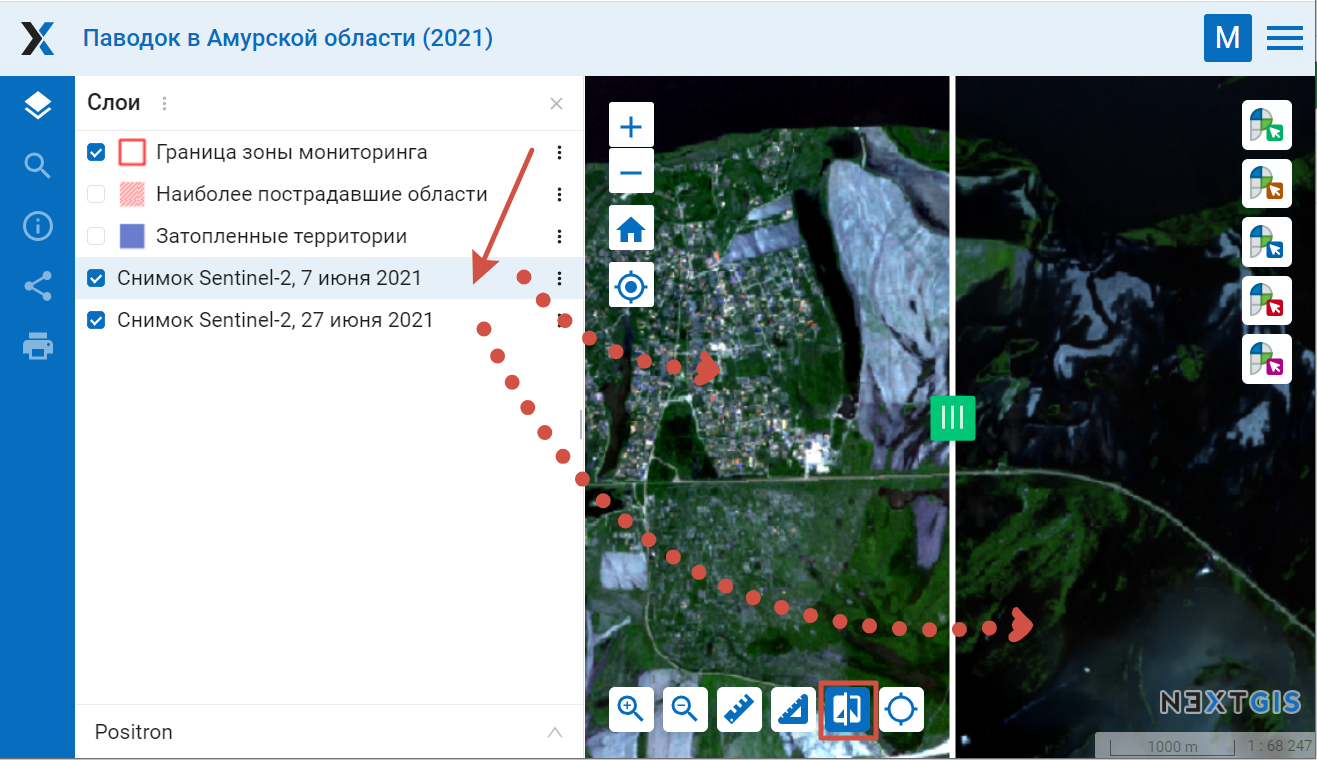 Паводок в Амурской области (2021)
M
Слои
Граница зоны мониторинга
Наиболее пострадавшие области
Затопленные территории
Снимок Sentinel-2, 7 июня 2021
Снимок Sentinel-2, 27 июня 2021
Positron
NEXTGIS
1000 m
1 : 68 247